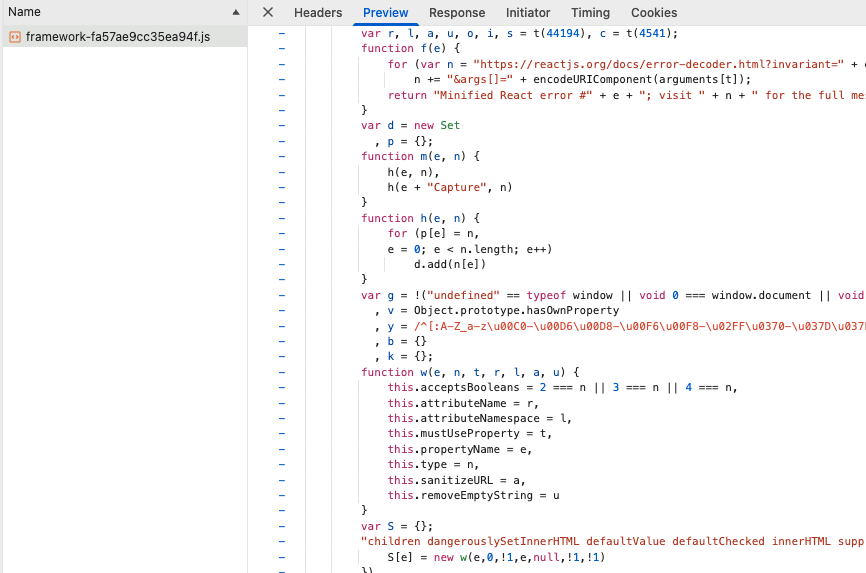 Name
Headers Preview Response Initiator Timing Cookies
framework-fa57ae9cc35ea94f.js
var r, l, a, u, o, i, s = t(44194), c = t(4541);
function f(e) {
for (var n = "https://reactjs.org/docs/error-decoder.html?invariant=" + e
n += "&args[]=" + encodeURIComponent(arguments[t]);
return "Minified React error #" + e + "; visit " + n + " for the full me
}
var d = new Set
, p = {};
function m(e, n) {
h(e, n),
h(e + "Capture", n)
}
function h(e, n) {
for (p[e] = n,
e = 0; e < n.length; e++)
d.add(n[e])
}
var g = !("undefined" == typeof window || void 0 === window.document || void
, v = Object.prototype.hasOwnProperty
, y = /^[:A-Z_a-z\u00C0-\u00D6\u00D8-\u00F6\u00F8-\u02FF\u0370-\u037D\u037
, b = {}
, k = {};
function w(e, n, t, r, l, a, u) {
this.acceptsBooleans = 2 === n || 3 === n || 4 === n,
this.attributeName = r,
this.attributeNamespace = l,
this.mustUseProperty = t,
this.propertyName = e,
this.type = n,
this.sanitizeURL = a,
this.removeEmptyString = u
}
var S = {};
"children dangerouslySetInnerHTML defaultValue defaultChecked innerHTML supp
S[e] = new w(e,0,!1,e,null,!1,!1)
})